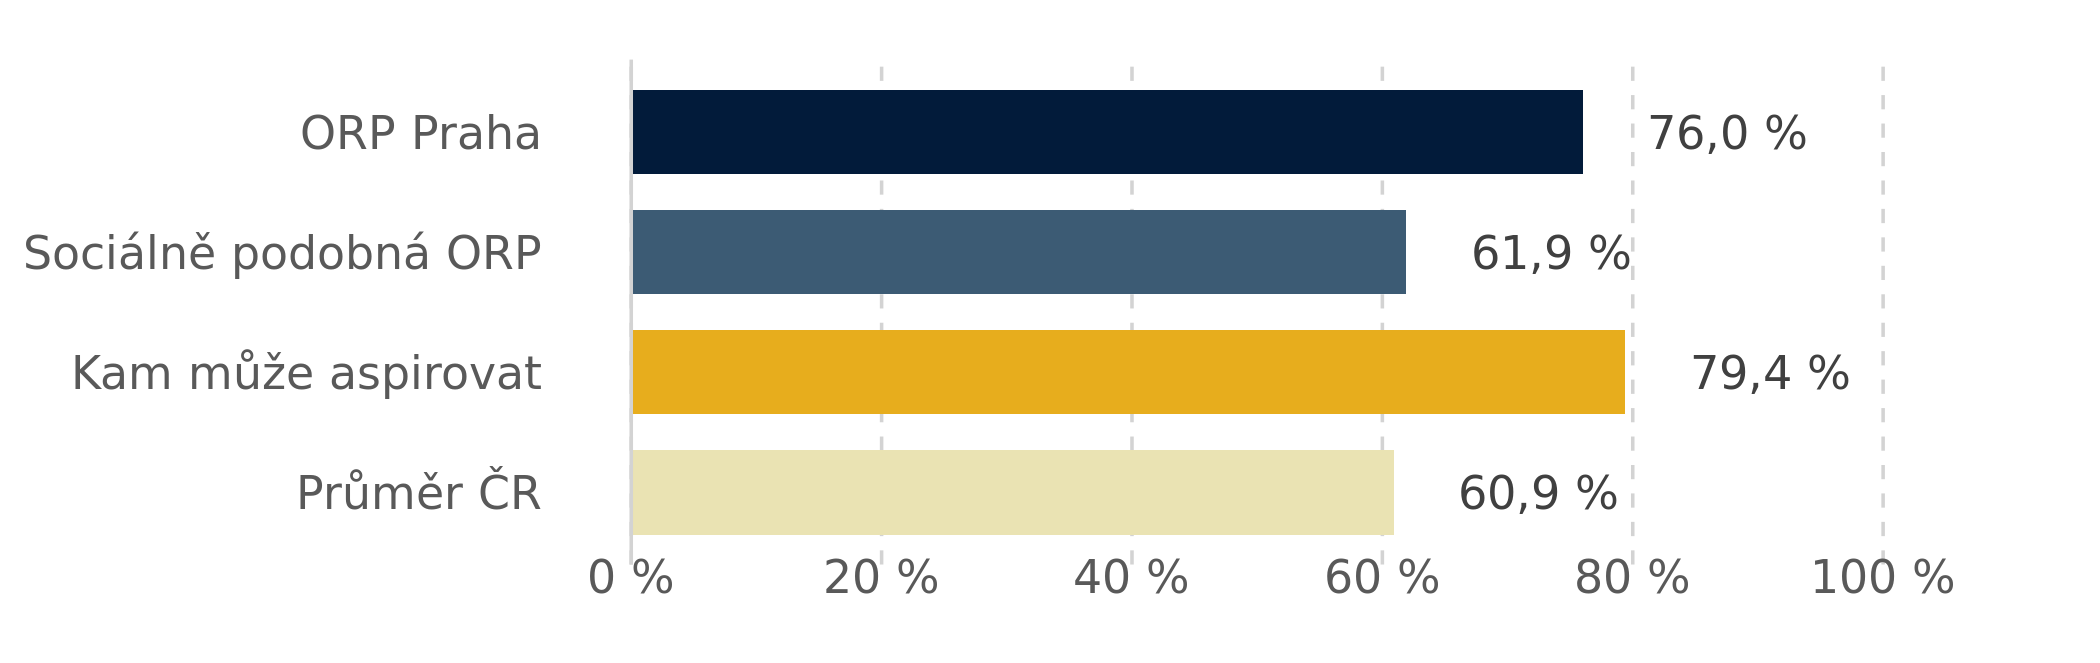 ORP Praha 76,0 %
Sociálně podobná ORP 61,9 %
Kam může aspirovat 79,4 %
Průměr ČR 60,9 %
0 % 20 % 40 % 60 % 80 % 100 %